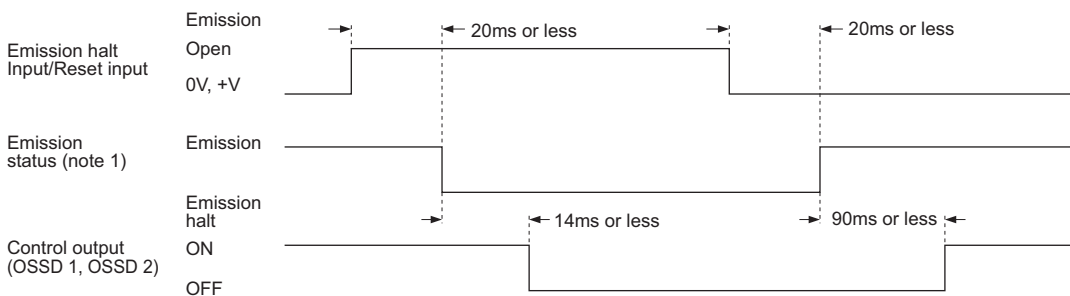 Emission
20ms or less
20ms or less
Emission halt
Input/Reset input
Open
0V, +V
Emission
status (note 1)
Emission
Emission
halt
14ms or less
90ms or less
Control output
(OSSD 1, OSSD 2)
ON
OFF